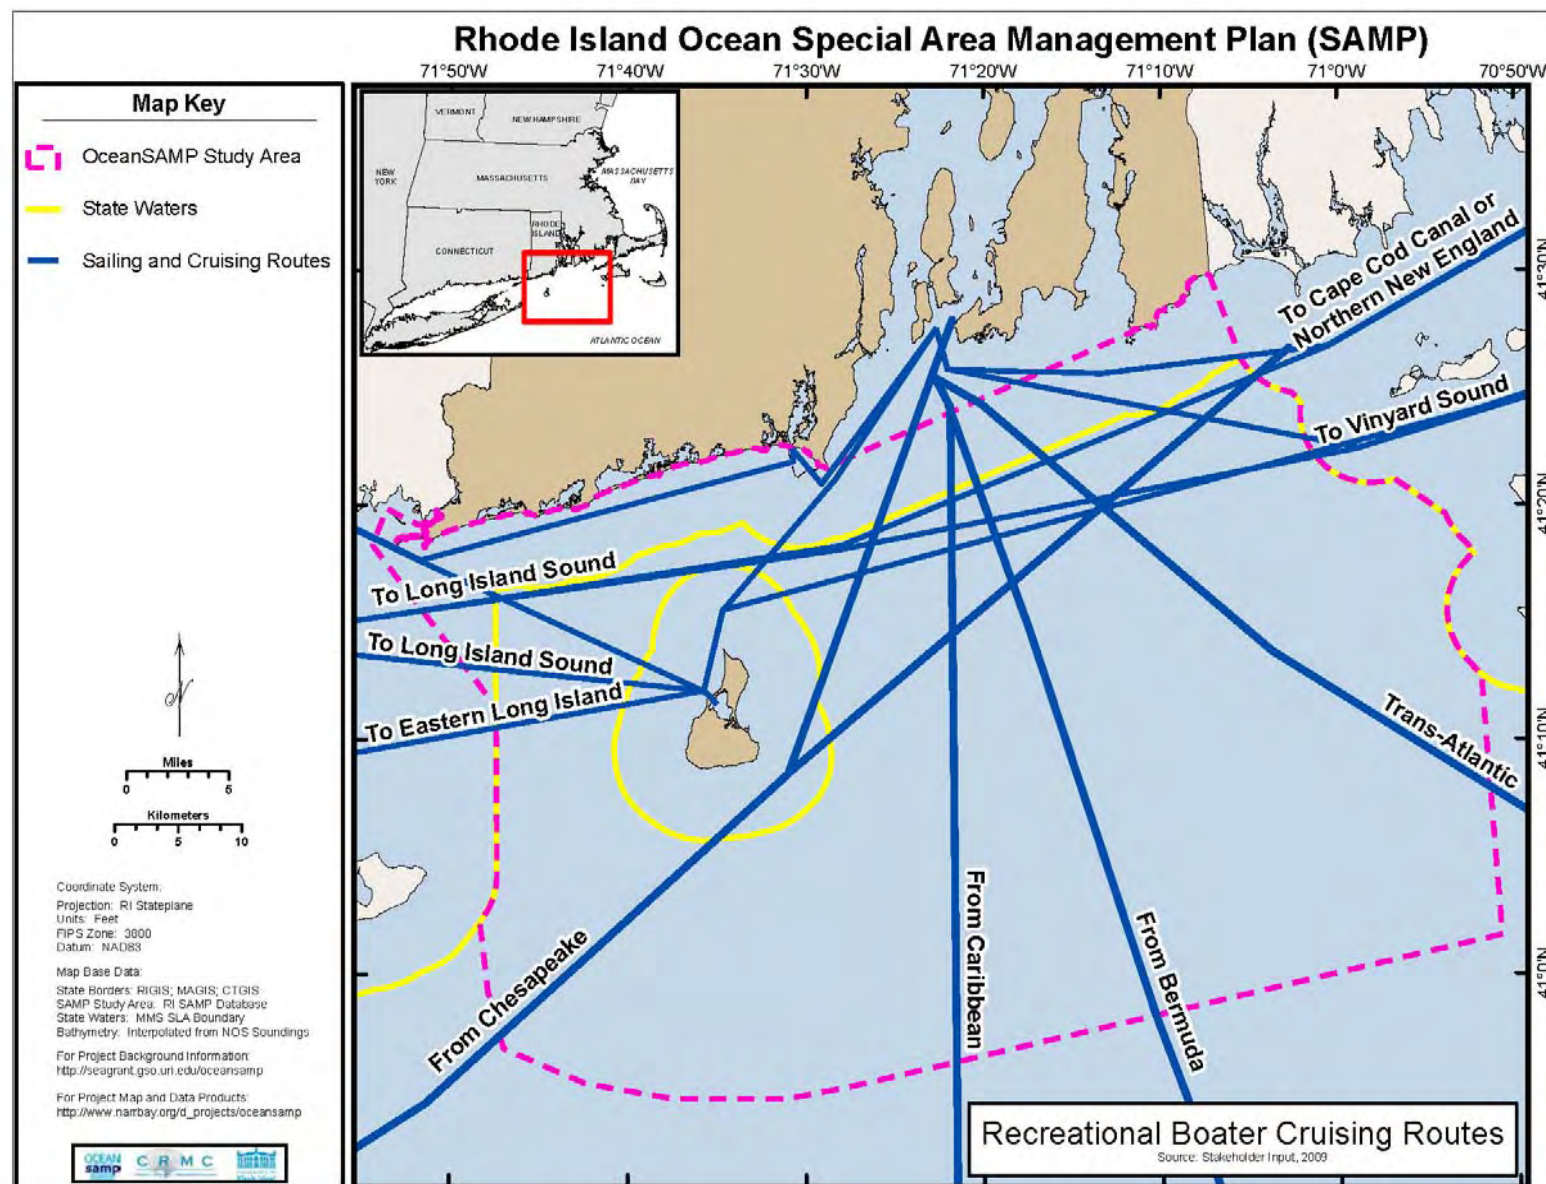 Rhode Island Ocean Special Area Management Plan (SAMP)
71°50'W
71°40'W
71°30'W
71°20'W
71°10'W
71°0'W
70°50'W
Map Key
OceanSAMP Study Area
State Waters
Sailing and Cruising Routes
VERMONT
NEW HAMPSHIRE
NEW
YORK
MASSACHUSETTS
MASSACHUSETTS
BAY
RHODE
ISLAND
CONNECTICUT
ATLANTIC OCEAN
To Cape Cod Canal or
Northern New England
To Vinyard Sound
To Long Island Sound
To Long Island Sound
To Eastern Long Island
Trans-Atlantic
From Chesapeake
From Caribbean
From Bermuda
41°30'N
41°20'N
41°10'N
41°0'N
N
Miles
0 5
Kilometers
0 5 10
Coordinate System:
Projection: RI Stateplane
Units: Feet
FIPS Zone: 3800
Datum: NAD83
Map Base Data:
State Borders: RIGIS; MAGIS; CTGIS
SAMP Study Area: RI SAMP Database
State Waters: MMS SLA Boundary
Bathymetry: Interpolated from NOS Soundings
For Project Background Information:
http://seagrant.gso.uri.edu/oceansamp
For Project Map and Data Products:
http://www.narrbay.org/d_projects/oceansamp
OCEAN
samp
CRMC
Recreational Boater Cruising Routes
Source: Stakeholder Input, 2009